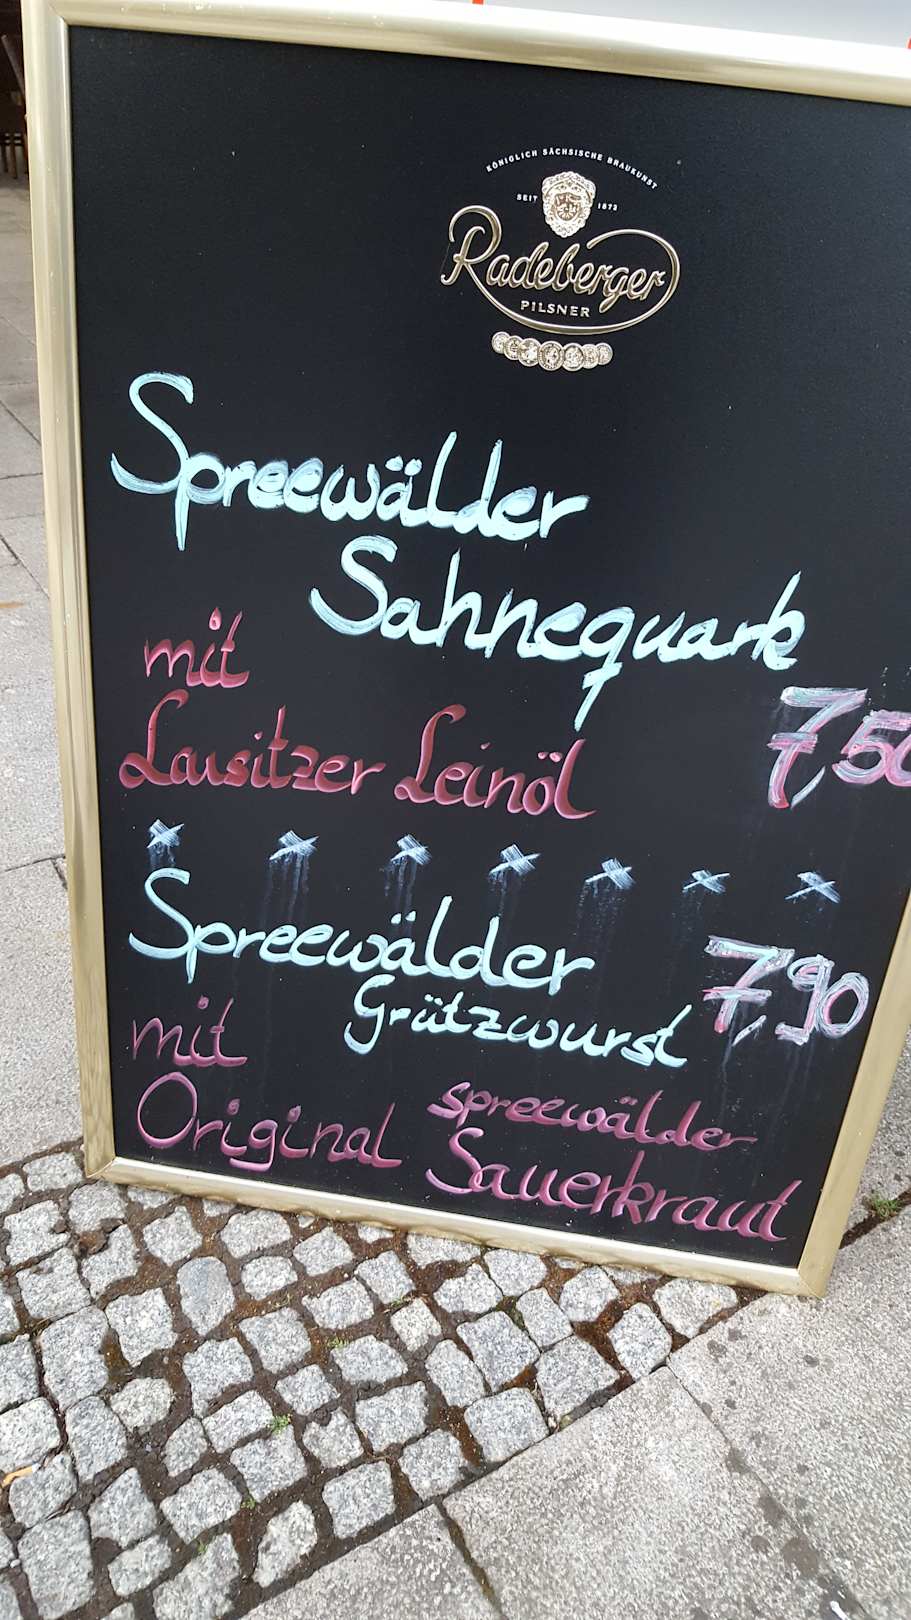 KÖNIGLICH SÄCHSISCHE BRAUKUNST
SEIT 1872
Radeberger
PILSNER
Spreewälder
Sahnequark
mit
Lausitzer Leinöl
7,50
Spreewälder
Grützwurst
7,90
mit
Original spreewälder
Sauerkraut